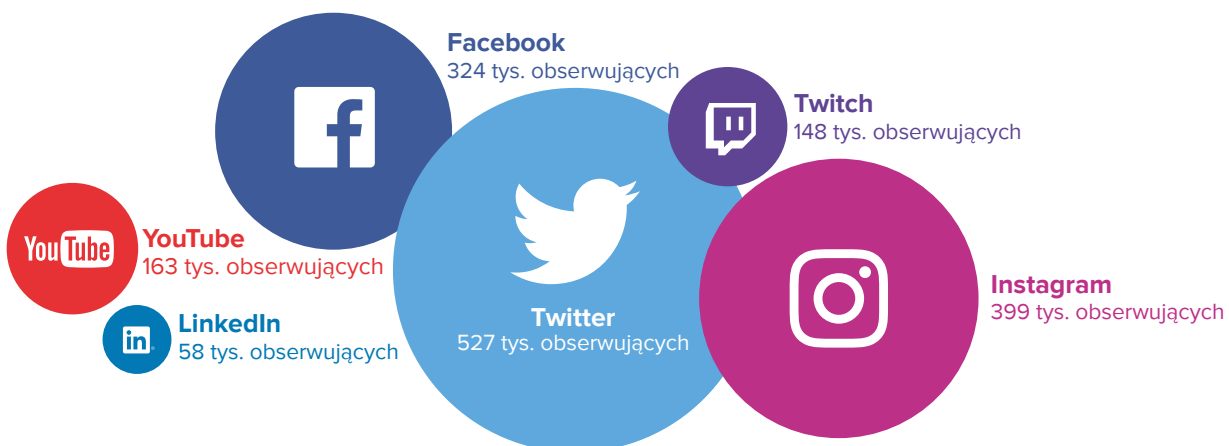 Facebook
324 tys. obserwujących
Twitch
148 tys. obserwujących
You Tube
YouTube
163 tys. obserwujących
Instagram
399 tys. obserwujących
in
LinkedIn
58 tys. obserwujących
Twitter
527 tys. obserwujących